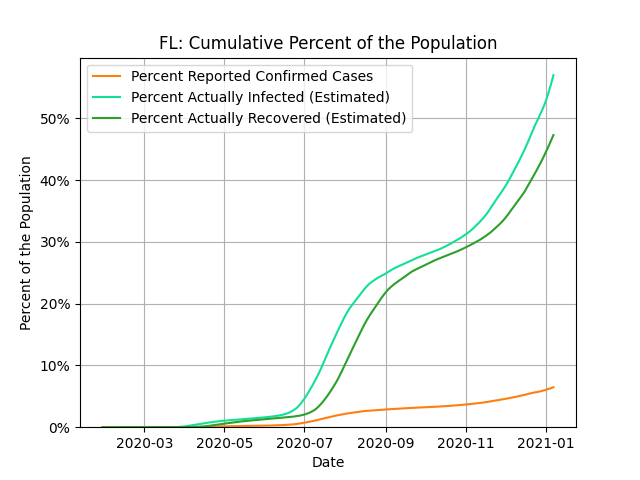 FL: Cumulative Percent of the Population
Percent Reported Confirmed Cases
Percent Actually Infected (Estimated)
Percent Actually Recovered (Estimated)
Percent of the Population
50%
40%
30%
20%
10%
0%
2020-03 2020-05 2020-07 2020-09 2020-11 2021-01
Date